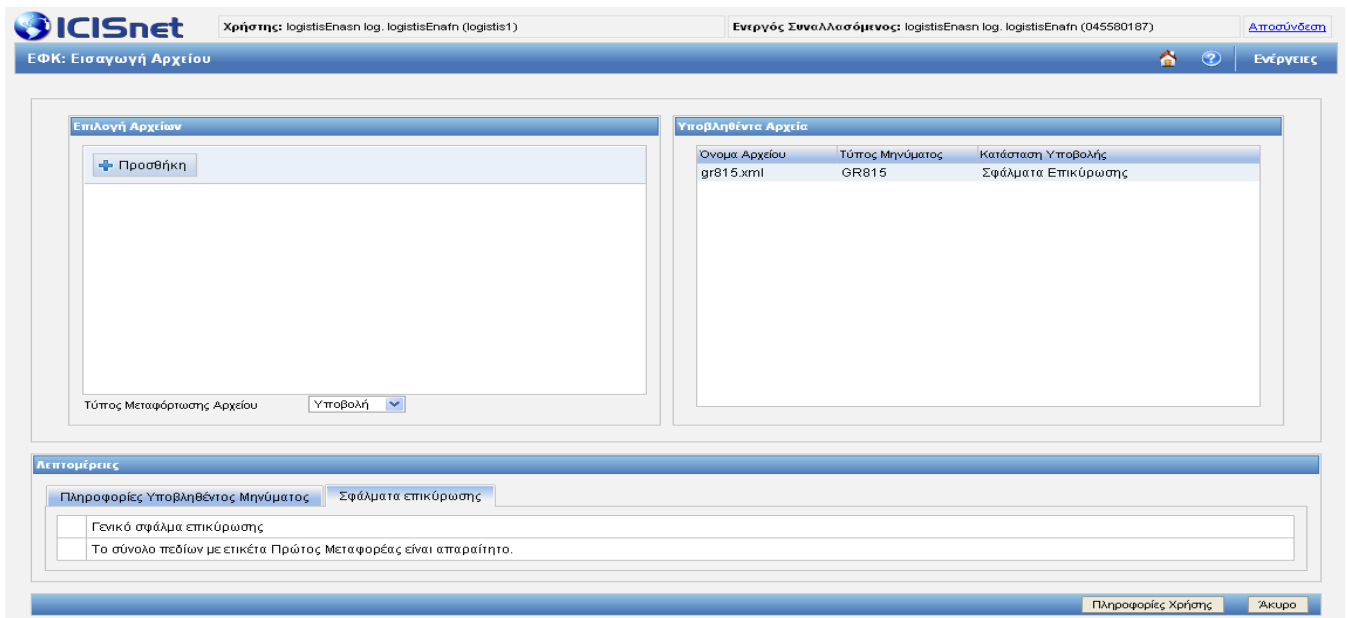 ICISnet
Χρήστης: logistisEnasn log. logistisEnafn (logistis1)
Ενεργός Συναλλασόμενος: logistisEnasn log. logistisEnafn (045580187)
Αποσύνδεση
ΕΦΚ: Εισαγωγή Αρχείου
Ενέργειες
Επιλογή Αρχείων
Προσθήκη
Τύπος Μεταφόρτωσης Αρχείου
Υποβολή
Υποβληθέντα Αρχεία
Όνομα Αρχείου Τύπος Μηνύματος Κατάσταση Υποβολής
gr815.xml GR815 Σφάλματα Επικύρωσης
Λεπτομέρειες
Πληροφορίες Υποβληθέντος Μηνύματος Σφάλματα επικύρωσης
Γενικό σφάλμα επικύρωσης
Το σύνολο πεδίων με ετικέτα Πρώτος Μεταφορέας είναι απαραίτητο.
Πληροφορίες Χρήσης Άκυρο